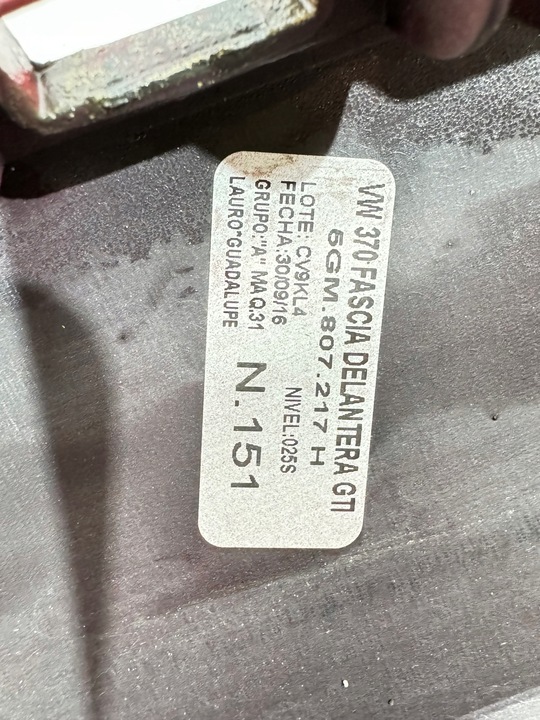 VW 370 FASCIA DELANTERA GTI
5GM.807.217 H
LOTE: CV9KL4 NIVEL:025S
FECHA:30/09/16
GRUPO:"A" MAQ.31 N.151
LAURO*GUADALUPE